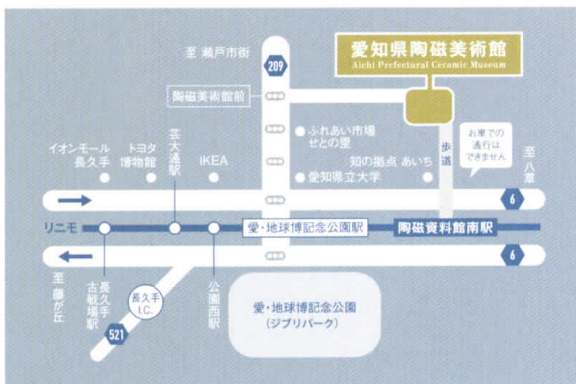 至 瀬戸市街
209
愛知県陶磁美術館
Aichi Prefectural Ceramic Museum
陶磁美術館前
イオンモール
長久手
トヨタ
博物館
芸大通駅
IKEA
ふれあい市場
せとの里
知の拠点 あいち
愛知県立大学
歩道
お車での
通行は
できません
至 八草
6
リニモ
愛・地球博記念公園駅
陶磁資料館南駅
6
至 藤が丘
長久手
古戦場駅
長久手
I.C.
521
公園西駅
愛・地球博記念公園
(ジブリパーク)